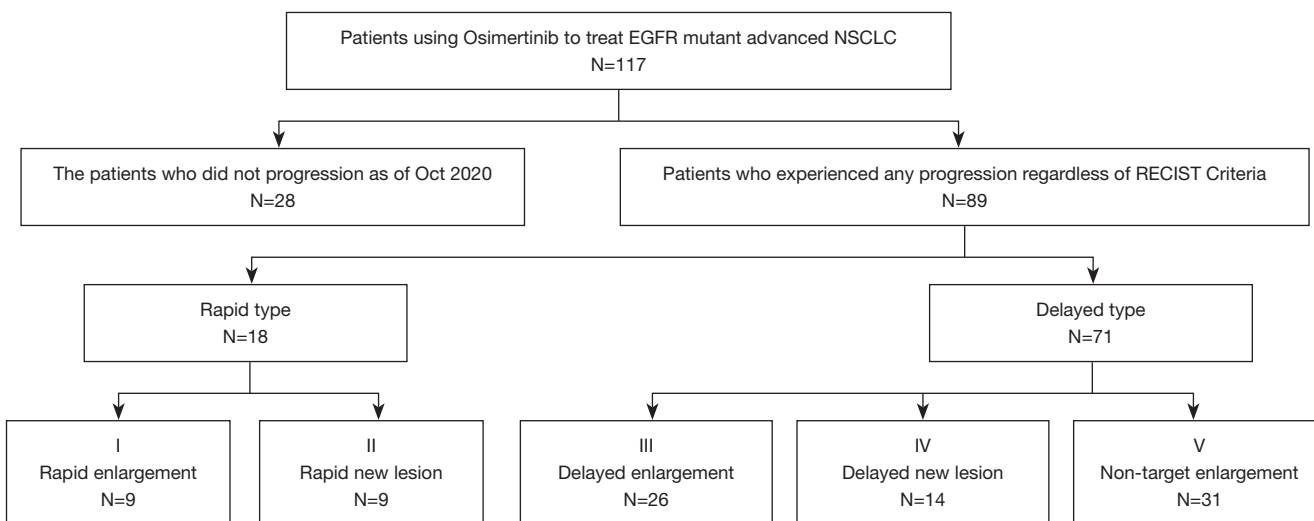 Patients using Osimertinib to treat EGFR mutant advanced NSCLC
N=117
The patients who did not progression as of Oct 2020
N=28
Patients who experienced any progression regardless of RECIST Criteria
N=89
Rapid type
N=18
Delayed type
N=71
I
Rapid enlargement
N=9
II
Rapid new lesion
N=9
III
Delayed enlargement
N=26
IV
Delayed new lesion
N=14
V
Non-target enlargement
N=31